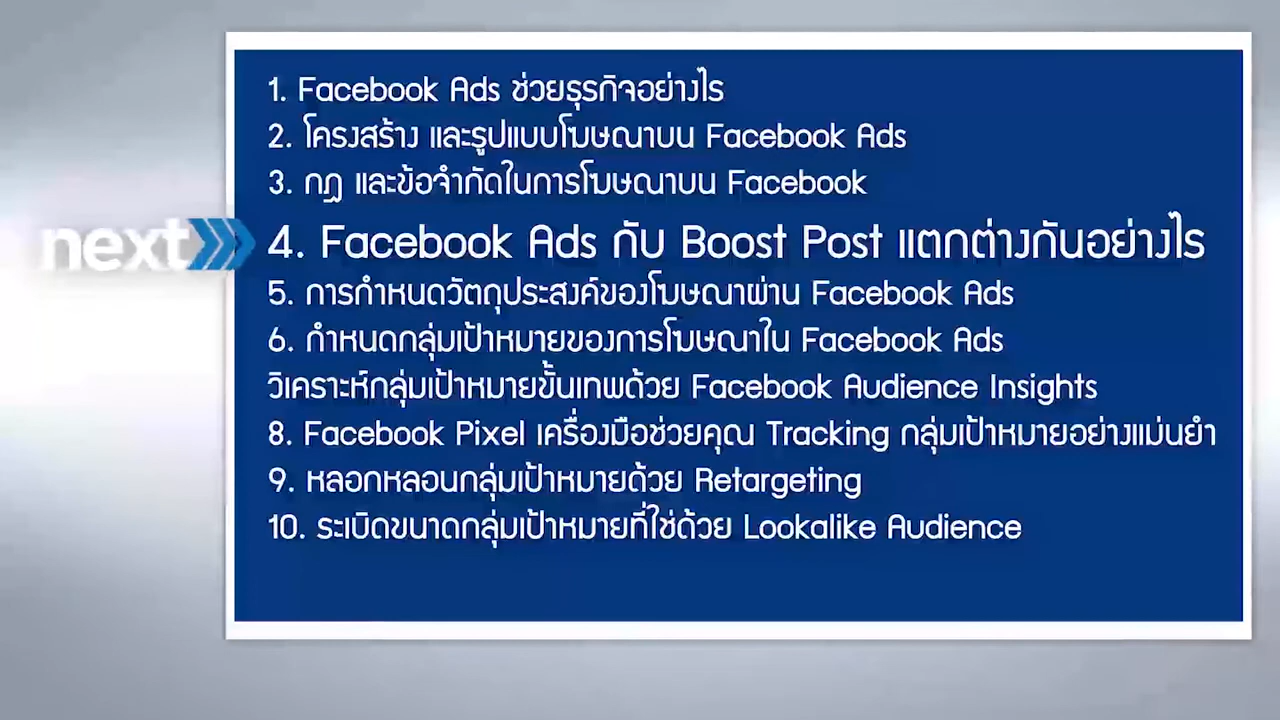 1. Facebook Ads ช่วยธุรกิจอย่างไร
2. โครงสร้าง และรูปแบบโฆษณาบน Facebook Ads
3. กฏ และข้อจำกัดในการโฆษณาบน Facebook
next
4. Facebook Ads กับ Boost Post แตกต่างกันอย่างไร
5. การกำหนดวัตถุประสงค์ของโฆษณาผ่าน Facebook Ads
6. กำหนดกลุ่มเป้าหมายของการโฆษณาใน Facebook Ads
วิเคราะห์กลุ่มเป้าหมายขั้นเทพด้วย Facebook Audience Insights
8. Facebook Pixel เครื่องมือช่วยคุณ Tracking กลุ่มเป้าหมายอย่างแม่นยำ
9. หลอกหลอนกลุ่มเป้าหมายด้วย Retargeting
10. ระเบิดขนาดกลุ่มเป้าหมายที่ใช่ด้วย Lookalike Audience